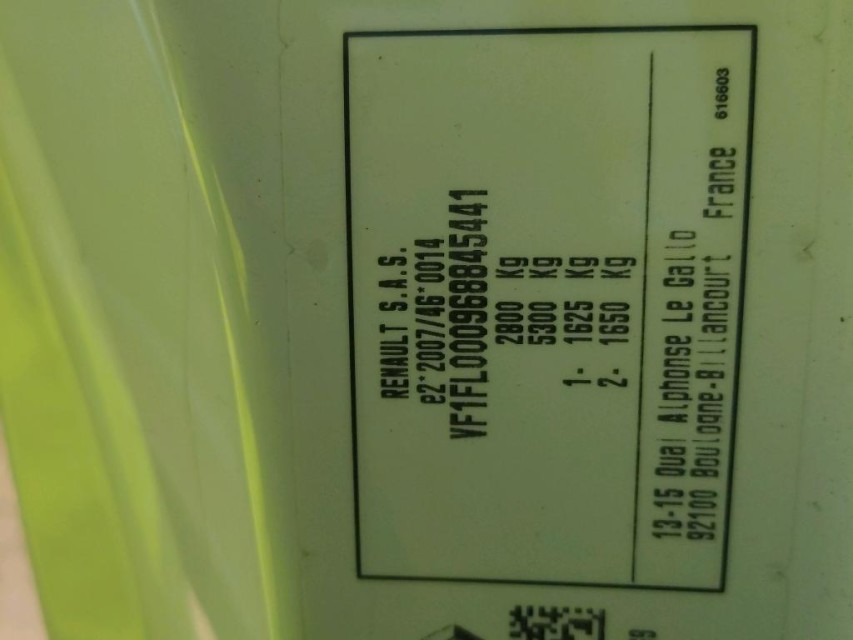 RENAULT S.A.S.
e2*2007/46*0014
VF1FL000968845441
2800 Kg
5300 Kg
1- 1625 Kg
2- 1650 Kg
13-15 Quai Alphonse Le Gallo
92100 Boulogne-Billancourt France
616603